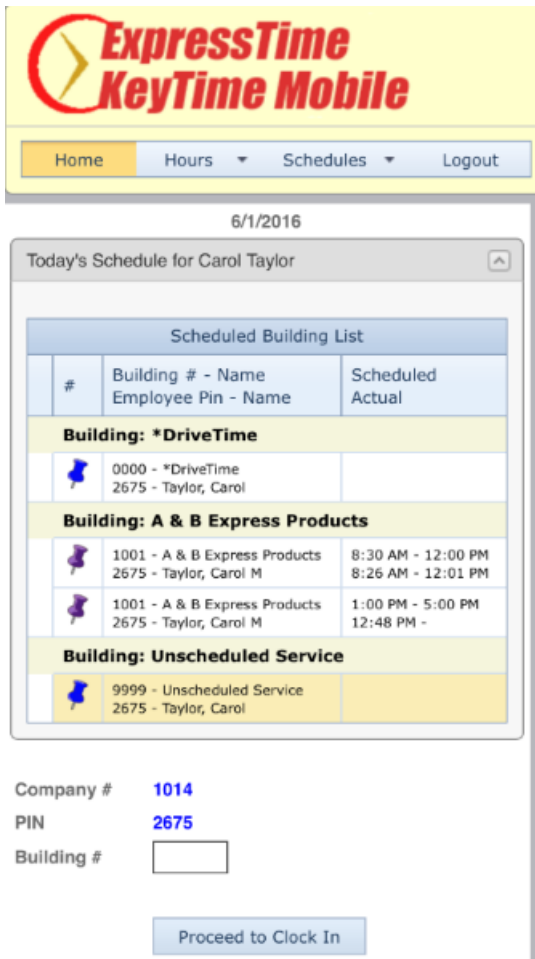 ExpressTime
KeyTime Mobile
Home Hours Schedules Logout
6/1/2016
Today's Schedule for Carol Taylor
Scheduled Building List
# Building # - Name Scheduled
Employee Pin - Name Actual
Building: *DriveTime
0000 - *DriveTime
2675 - Taylor, Carol
Building: A & B Express Products
1001 - A & B Express Products 8:30 AM - 12:00 PM
2675 - Taylor, Carol M 8:26 AM - 12:01 PM
1001 - A & B Express Products 1:00 PM - 5:00 PM
2675 - Taylor, Carol M 12:48 PM -
Building: Unscheduled Service
9999 - Unscheduled Service
2675 - Taylor, Carol
Company # 1014
PIN 2675
Building #
Proceed to Clock In